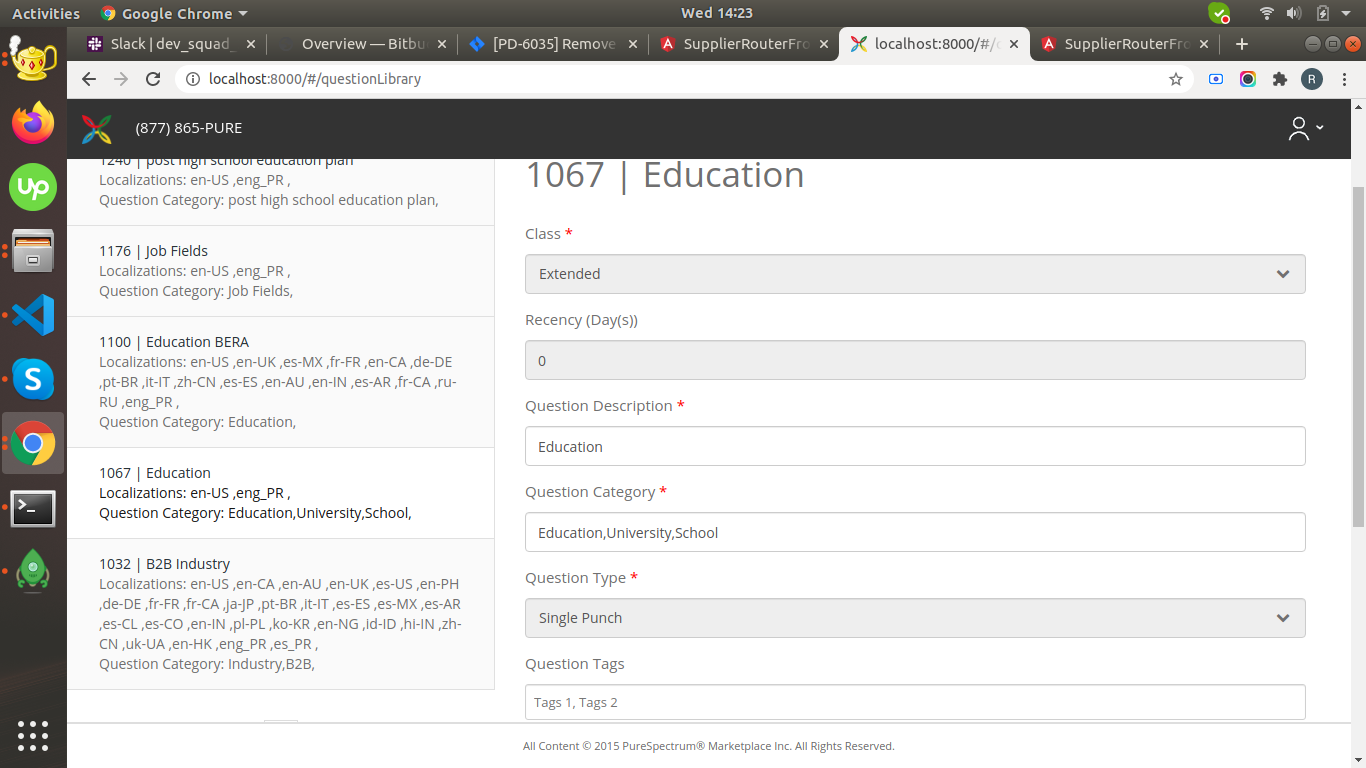 Activities
Google Chrome
Wed 14:23
Slack | dev_squad_
Overview — Bitbu
[PD-6035] Remove
SupplierRouterFro
localhost:8000/#/
SupplierRouterFro
localhost:8000/#/questionLibrary
R
(877) 865-PURE
1240 | post high school education plan
Localizations: en-US ,eng_PR ,
Question Category: post high school education plan,
1176 | Job Fields
Localizations: en-US ,eng_PR ,
Question Category: Job Fields,
1100 | Education BERA
Localizations: en-US ,en-UK ,es-MX ,fr-FR ,en-CA ,de-DE
,pt-BR ,it-IT ,zh-CN ,es-ES ,en-AU ,en-IN ,es-AR ,fr-CA ,ru-
RU ,eng_PR ,
Question Category: Education,
1067 | Education
Localizations: en-US ,eng_PR ,
Question Category: Education,University,School,
1032 | B2B Industry
Localizations: en-US ,en-CA ,en-AU ,en-UK ,es-US ,en-PH
,de-DE ,fr-FR ,fr-CA ,ja-JP ,pt-BR ,it-IT ,es-ES ,es-MX ,es-AR
,es-CL ,es-CO ,en-IN ,pl-PL ,ko-KR ,en-NG ,id-ID ,hi-IN ,zh-
CN ,uk-UA ,en-HK ,eng_PR ,es_PR ,
Question Category: Industry,B2B,
1067 | Education
Class *
Extended
Recency (Day(s))
0
Question Description *
Education
Question Category *
Education,University,School
Question Type *
Single Punch
Question Tags
Tags 1, Tags 2
All Content © 2015 PureSpectrum® Marketplace Inc. All Rights Reserved.
up
S